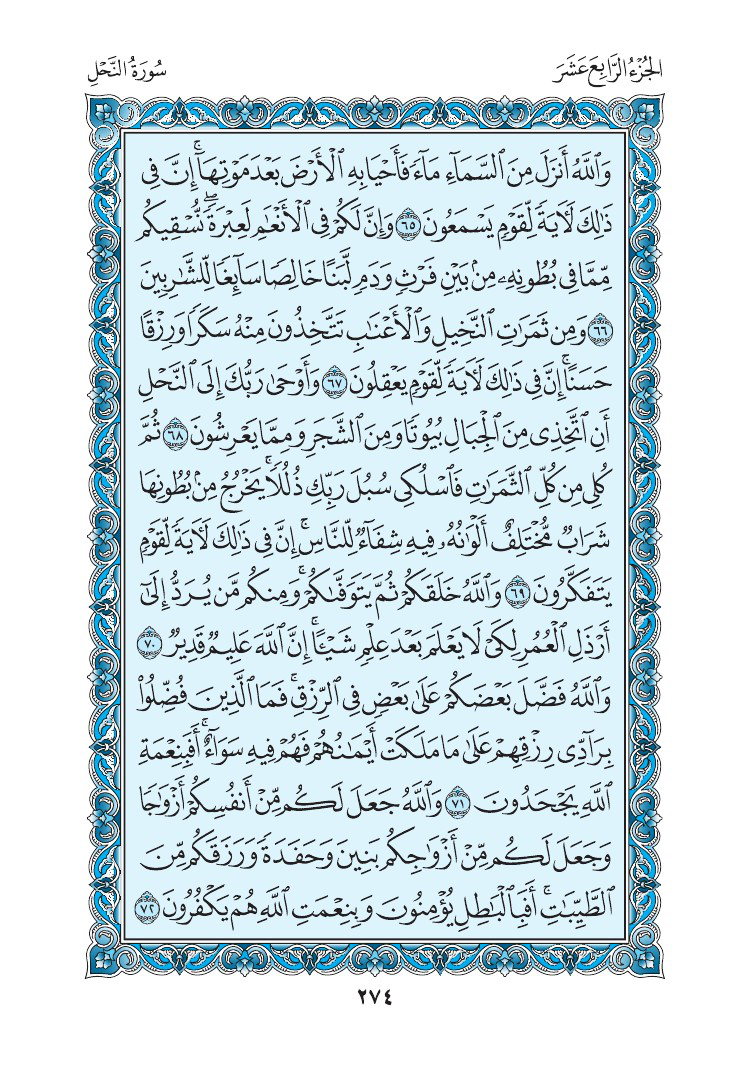 الجُزْءُ الرَّابِعَ عَشَرَ
سُورَةُ النَّحْلِ
وَٱللَّهُ أَنزَلَ مِنَ ٱلسَّمَآءِ مَآءٗ فَأَحۡيَا بِهِ ٱلۡأَرۡضَ بَعۡدَ مَوۡتِهَآۚ إِنَّ فِي
ذَٰلِكَ لَأٓيَةٗ لِّقَوۡمٖ يَسۡمَعُونَ ٦٥ وَإِنَّ لَكُمۡ فِي ٱلۡأَنۡعَٰمِ لَعِبۡرَةٗۖ نُّسۡقِيكُم
مِّمَّا فِي بُطُونِهِۦ مِنۢ بَيۡنِ فَرۡثٖ وَدَمٖ لَّبَنًا خَالِصٗا سَآئِغٗا لِّلشَّٰرِبِينَ
٦٦ وَمِن ثَمَرَٰتِ ٱلنَّخِيلِ وَٱلۡأَعۡنَٰبِ تَتَّخِذُونَ مِنۡهُ سَكَرٗا وَرِزۡقًا
حَسَنًاۚ إِنَّ فِي ذَٰلِكَ لَأٓيَةٗ لِّقَوۡمٖ يَعۡقِلُونَ ٦٧ وَأَوۡحَىٰ رَبُّكَ إِلَى ٱلنَّحۡلِ
أَنِ ٱتَّخِذِي مِنَ ٱلۡجِبَالِ بُيُوتٗا وَمِنَ ٱلشَّجَرِ وَمِمَّا يَعۡرِشُونَ ٦٨ ثُمَّ
كُلِي مِن كُلِّ ٱلثَّمَرَٰتِ فَٱسۡلُكِي سُبُلَ رَبِّكِ ذُلُلٗاۚ يَخۡرُجُ مِنۢ بُطُونِهَا
شَرَابٞ مُّخۡتَلِفٌ أَلۡوَٰنُهُۥ فِيهِ شِفَآءٞ لِّلنَّاسِۚ إِنَّ فِي ذَٰلِكَ لَأٓيَةٗ لِّقَوۡمٖ
يَتَفَكَّرُونَ ٦٩ وَٱللَّهُ خَلَقَكُمۡ ثُمَّ يَتَوَفَّىٰكُمۡۚ وَمِنكُم مَّن يُرَدُّ إِلَىٰٓ
أَرۡذَلِ ٱلۡعُمُرِ لِكَيۡ لَا يَعۡلَمَ بَعۡدَ عِلۡمٖ شَيۡـًٔاۚ إِنَّ ٱللَّهَ عَلِيمٞ قَدِيرٞ ٧٠
وَٱللَّهُ فَضَّلَ بَعۡضَكُمۡ عَلَىٰ بَعۡضٖ فِي ٱلرِّزۡقِۚ فَمَا ٱلَّذِينَ فُضِّلُواْ
بِرَآدِّي رِزۡقِهِمۡ عَلَىٰ مَا مَلَكَتۡ أَيۡمَٰنُهُمۡ فَهُمۡ فِيهِ سَوَآءٌۚ أَفَبِنِعۡمَةِ
ٱللَّهِ يَجۡحَدُونَ ٧١ وَٱللَّهُ جَعَلَ لَكُم مِّنۡ أَنفُسِكُمۡ أَزۡوَٰجٗا
وَجَعَلَ لَكُم مِّنۡ أَزۡوَٰجِكُم بَنِينَ وَحَفَدَةٗ وَرَزَقَكُم مِّنَ
ٱلطَّيِّبَٰتِۚ أَفَبِٱلۡبَٰطِلِ يُؤۡمِنُونَ وَبِنِعۡمَتِ ٱللَّهِ هُمۡ يَكۡفُرُونَ ٧٢
٢٧٤